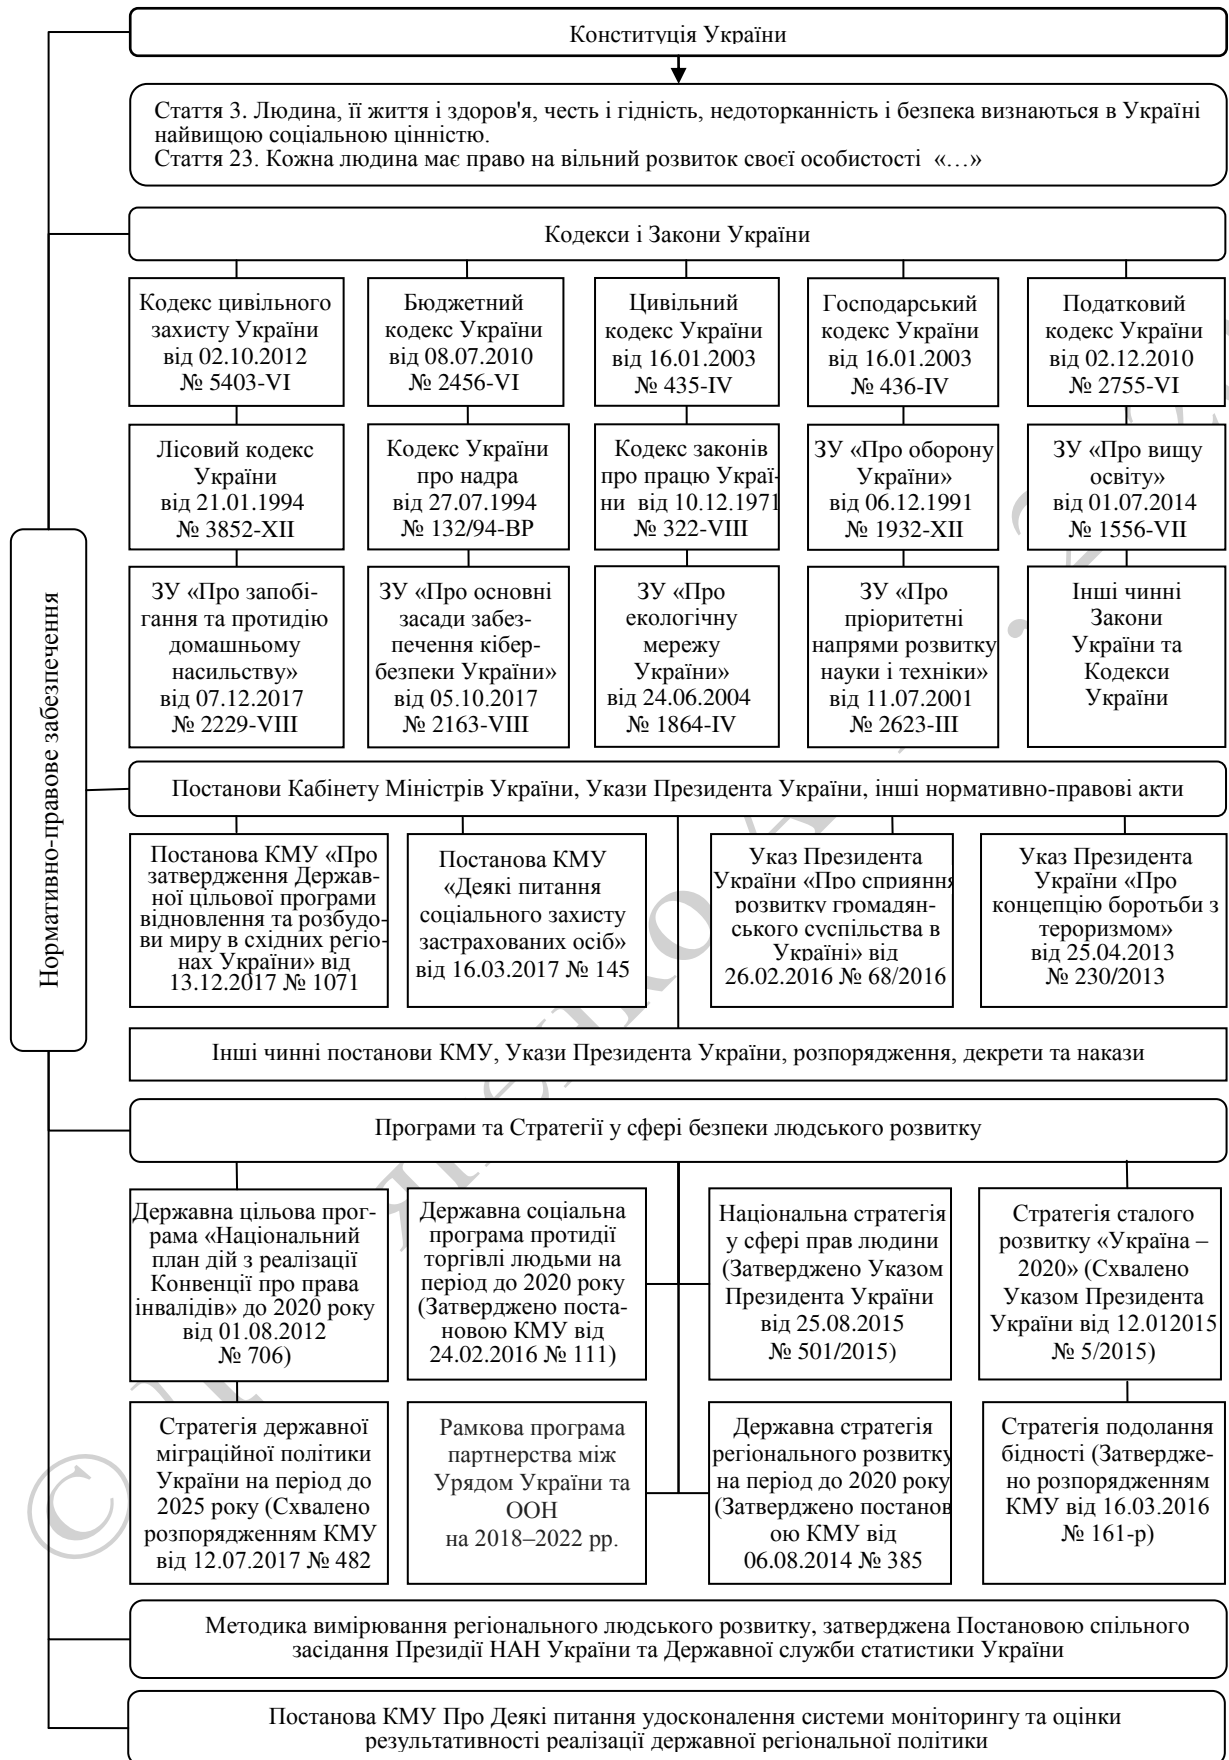 Конституція України
Стаття 3. Людина, її життя і здоров'я, честь і гідність, недоторканність і безпека визнаються в Україні
найвищою соціальною цінністю.
Стаття 23. Кожна людина має право на вільний розвиток своєї особистості «…»
Кодекси і Закони України
Кодекс цивільного
захисту України
від 02.10.2012
№ 5403-VI
Бюджетний
кодекс України
від 08.07.2010
№ 2456-VI
Цивільний
кодекс України
від 16.01.2003
№ 435-IV
Господарський
кодекс України
від 16.01.2003
№ 436-IV
Податковий
кодекс України
від 02.12.2010
№ 2755-VI
Лісовий кодекс
України
від 21.01.1994
№ 3852-XII
Кодекс України
про надра
від 27.07.1994
№ 132/94-ВР
Кодекс законів
про працю Украї-
ни від 10.12.1971
№ 322-VIII
ЗУ «Про оборону
України»
від 06.12.1991
№ 1932-XII
ЗУ «Про вищу
освіту»
від 01.07.2014
№ 1556-VII
ЗУ «Про запобі-
гання та протидію
домашньому
насильству»
від 07.12.2017
№ 2229-VIII
ЗУ «Про основні
засади забез-
печення кібер-
безпеки України»
від 05.10.2017
№ 2163-VIII
ЗУ «Про
екологічну
мережу
України»
від 24.06.2004
№ 1864-IV
ЗУ «Про
пріоритетні
напрями розвитку
науки і техніки»
від 11.07.2001
№ 2623-III
Інші чинні
Закони
України та
Кодекси
України
Нормативно-правове забезпечення
Постанови Кабінету Міністрів України, Укази Президента України, інші нормативно-правові акти
Постанова КМУ «Про
затвердження Держав-
ної цільової програми
відновлення та розбудо-
ви миру в східних регіо-
нах України» від
13.12.2017 № 1071
Постанова КМУ
«Деякі питання
соціального захисту
застрахованих осіб»
від 16.03.2017 № 145
Указ Президента
України «Про сприяння
розвитку громадян-
ського суспільства в
Україні» від
26.02.2016 № 68/2016
Указ Президента
України «Про
концепцію боротьби з
тероризмом»
від 25.04.2013
№ 230/2013
Інші чинні постанови КМУ, Укази Президента України, розпорядження, декрети та накази
Програми та Стратегії у сфері безпеки людського розвитку
Державна цільова прог-
рама «Національний
план дій з реалізації
Конвенції про права
інвалідів» до 2020 року
від 01.08.2012
№ 706)
Державна соціальна
програма протидії
торгівлі людьми на
період до 2020 року
(Затверджено поста-
новою КМУ від
24.02.2016 № 111)
Національна стратегія
у сфері прав людини
(Затверджено Указом
Президента України
від 25.08.2015
№ 501/2015)
Стратегія сталого
розвитку «Україна –
2020» (Схвалено
Указом Президента
України від 12.012015
№ 5/2015)
Стратегія державної
міграційної політики
України на період до
2025 року (Схвалено
розпорядженням КМУ
від 12.07.2017 № 482
Рамкова програма
партнерства між
Урядом України та
ООН
на 2018–2022 рр.
Державна стратегія
регіонального розвитку
на період до 2020 року
(Затверджено постанов
ою КМУ від
06.08.2014 № 385
Стратегія подолання
бідності (Затвердже-
но розпорядженням
КМУ від 16.03.2016
№ 161-р)
Методика вимірювання регіонального людського розвитку, затверджена Постановою спільного
засідання Президії НАН України та Державної служби статистики України
Постанова КМУ Про Деякі питання удосконалення системи моніторингу та оцінки
результативності реалізації державної регіональної політики